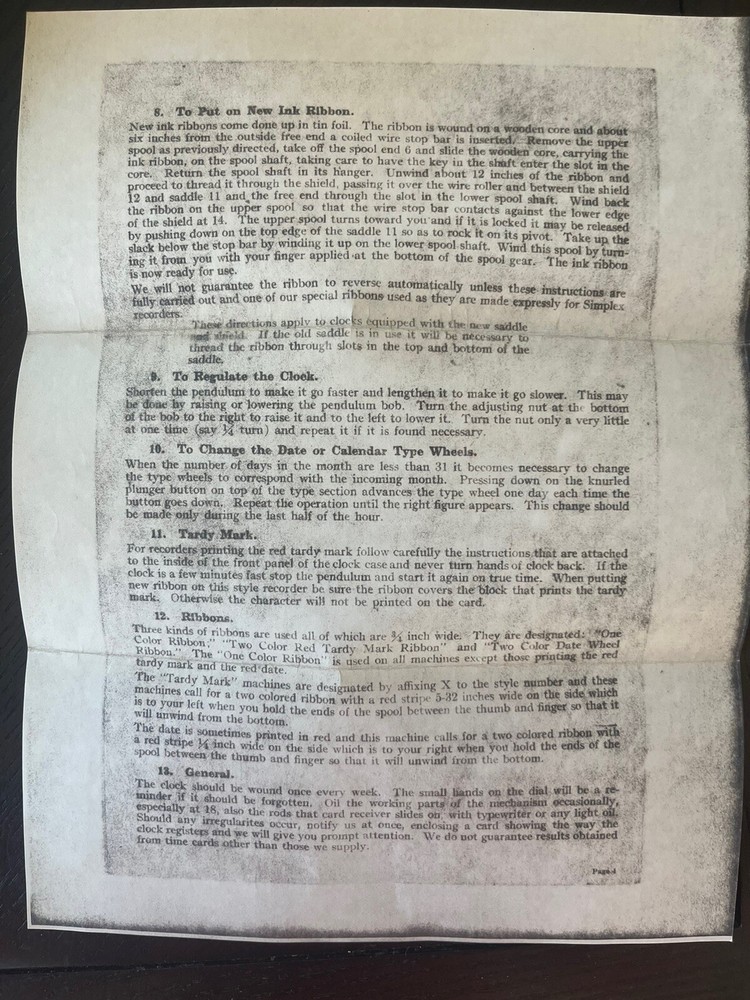 8. To Put on New Ink Ribbon.
New ink ribbons come done up in tin foil. The ribbon is wound on a wooden core and about
six inches from the outside free end a coiled wire stop bar is inserted. Remove the upper
spool as previously directed, take off the spool end 6 and slide the wooden core, carrying the
ink ribbon, on the spool shaft, taking care to have the key in the shaft enter the slot in the
core. Return the spool shaft in its hanger. Unwind about 12 inches of the ribbon and
proceed to thread it through the shield, passing it over the wire roller and between the shield
12 and saddle 11 and the free end through the slot in the lower spool shaft. Wind back
the ribbon on the upper spool so that the wire stop bar contacts against the lower edge
of the shield at 14. The upper spool turns toward you and if it is locked it may be released
by pushing down on the top edge of the saddle 11 so as to rock it on its pivot. Take up the
slack below the stop bar by winding it up on the lower spool shaft. Wind this spool by turn-
ing it from you with your finger applied at the bottom of the spool gear. The ink ribbon
is now ready for use.
We will not guarantee the ribbon to reverse automatically unless these instructions are
fully carried out and one of our special ribbons used as they are made expressly for Simplex
recorders.
These directions apply to clocks equipped with the new saddle
and shield. If the old saddle is in use it will be necessary to
thread the ribbon through slots in the top and bottom of the
saddle.
9. To Regulate the Clock.
Shorten the pendulum to make it go faster and lengthen it to make it go slower. This may
be done by raising or lowering the pendulum bob. Turn the adjusting nut at the bottom
of the bob to the right to raise it and to the left to lower it. Turn the nut only a very little
at one time (say ¼ turn) and repeat it if it is found necessary.
10. To Change the Date or Calendar Type Wheels.
When the number of days in the month are less than 31 it becomes necessary to change
the type wheels to correspond with the incoming month. Pressing down on the knurled
plunger button on top of the type section advances the type wheel one day each time the
button goes down. Repeat the operation until the right figure appears. This change should
be made only during the last half of the hour.
11. Tardy Mark.
For recorders printing the red tardy mark follow carefully the instructions that are attached
to the inside of the front panel of the clock case and never turn hands of clock back. If the
clock is a few minutes fast stop the pendulum and start it again on true time. When putting
new ribbon on this style recorder be sure the ribbon covers the block that prints the tardy
mark. Otherwise the character will not be printed on the card.
12. Ribbons.
Three kinds of ribbons are used all of which are ¾ inch wide. They are designated: "One
Color Ribbon," "Two Color Red Tardy Mark Ribbon" and "Two Color Date Wheel
Ribbon." The "One Color Ribbon" is used on all machines except those printing the red
tardy mark and the red date.
The "Tardy Mark" machines are designated by affixing X to the style number and these
machines call for a two colored ribbon with a red stripe 5-32 inches wide on the side which
is to your left when you hold the ends of the spool between the thumb and finger so that it
will unwind from the bottom.
The date is sometimes printed in red and this machine calls for a two colored ribbon with
a red stripe ¼ inch wide on the side which is to your right when you hold the ends of the
spool between the thumb and finger so that it will unwind from the bottom.
13. General.
The clock should be wound once every week. The small hands on the dial will be a re-
minder if it should be forgotten. Oil the working parts of the mechanism occasionally,
especially at 18, also the rods that card receiver slides on, with typewriter or any light oil.
Should any irregularites occur, notify us at once, enclosing a card showing the way the
clock registers and we will give you prompt attention. We do not guarantee results obtained
from time cards other than those we supply.
Page 4